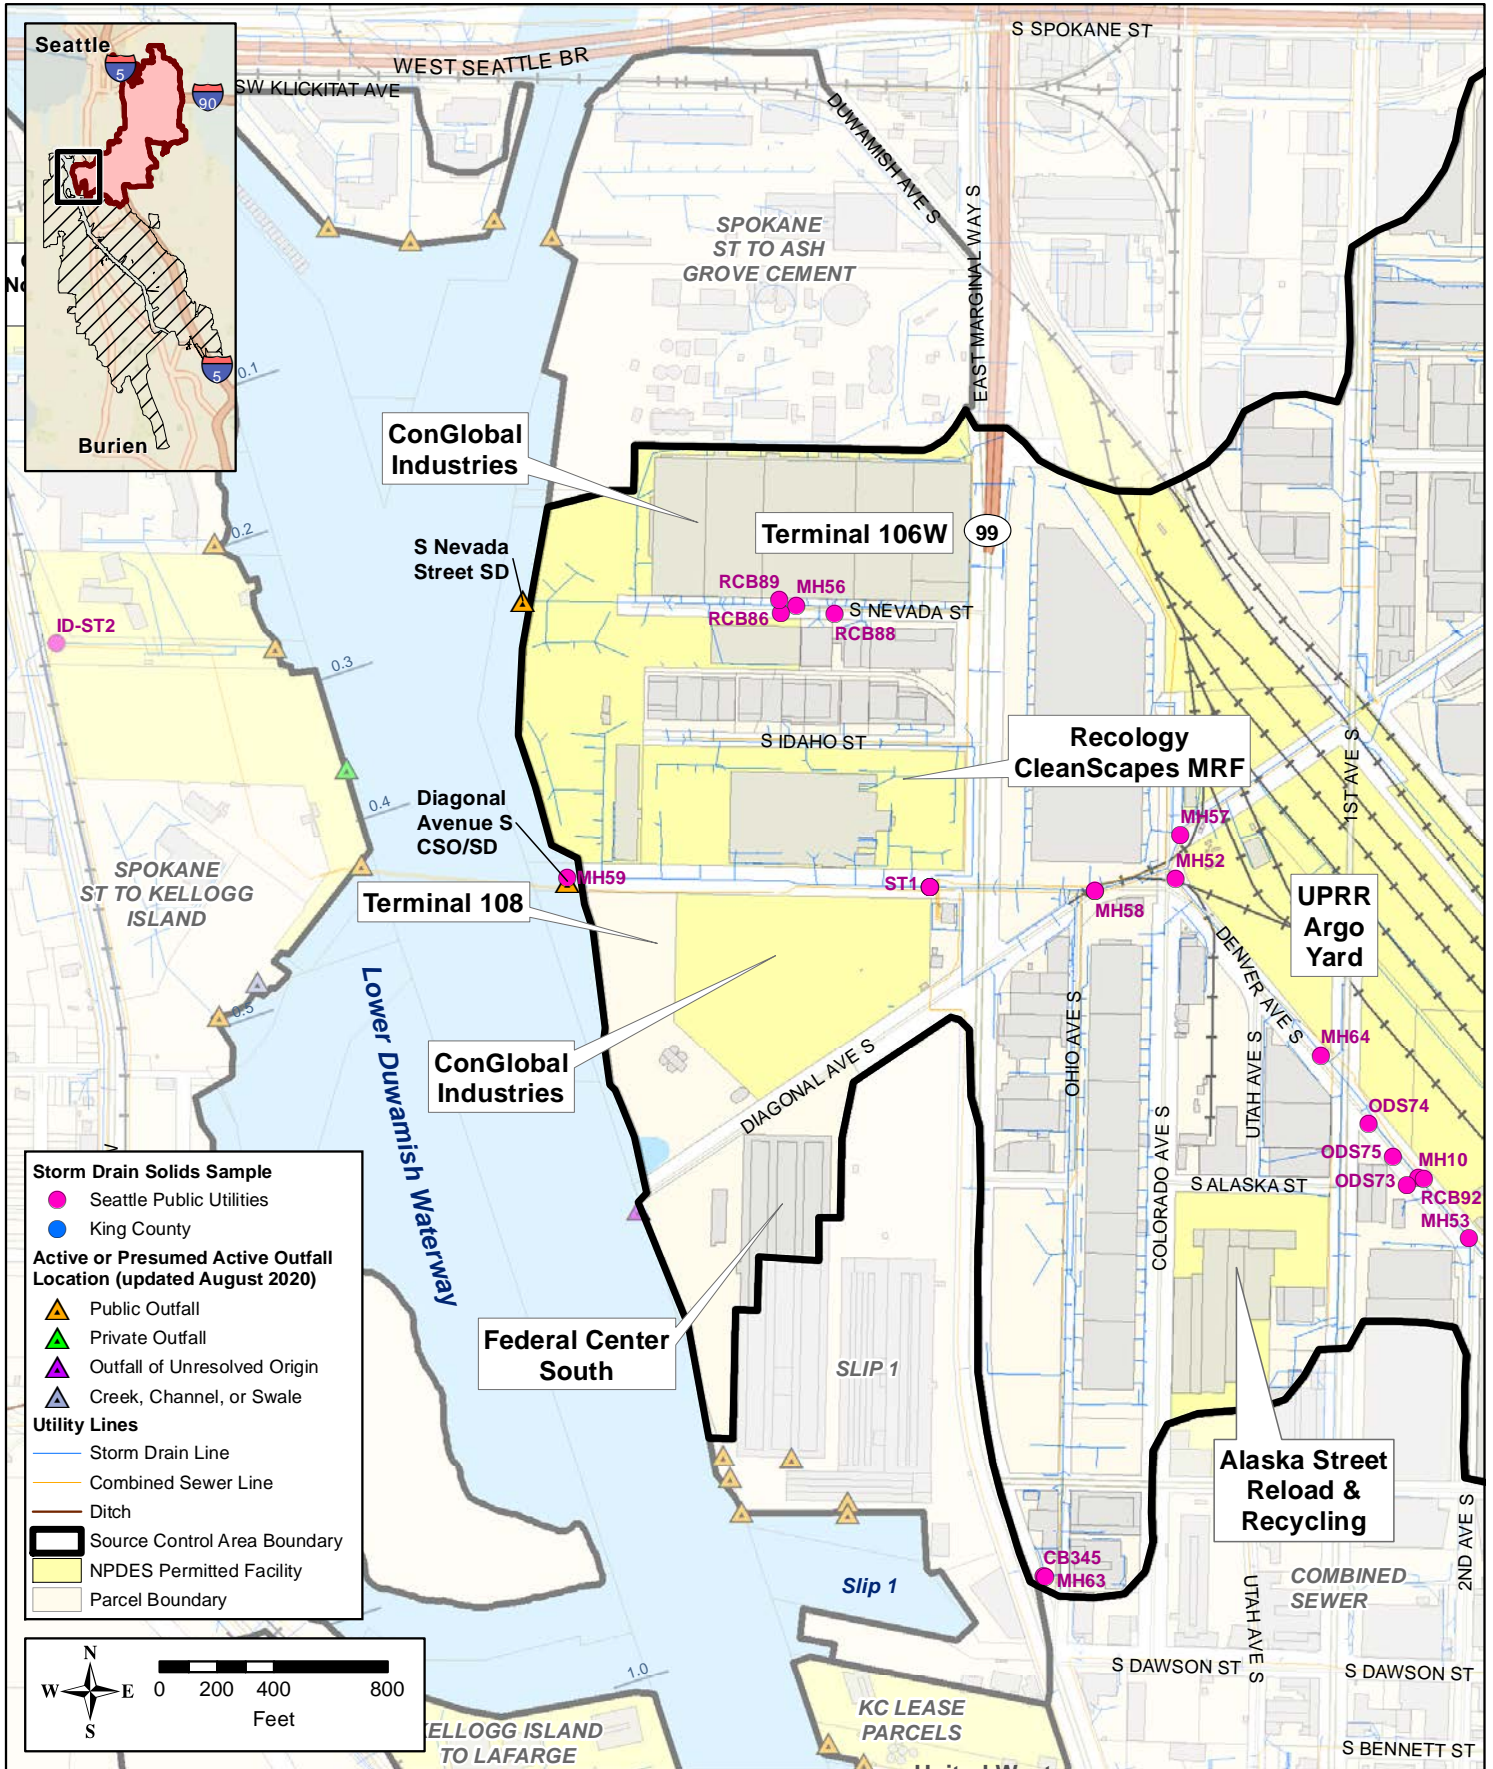 Seattle
5
90
5
Burien
WEST SEATTLE BR
SW KLICKITAT AVE
S SPOKANE ST
DUWAMISH AVE S
EAST MARGINAL WAY S
SPOKANE
ST TO ASH
GROVE CEMENT
0.1
ConGlobal
Industries
Terminal 106W
99
0.2
S Nevada
Street SD
RCB89
MH56
RCB86
RCB88
S NEVADA ST
ID-ST2
0.3
S IDAHO ST
Recology
CleanScapes MRF
1ST AVE S
0.4
Diagonal
Avenue S
CSO/SD
MH57
MH52
MH59
ST1
MH58
SPOKANE
ST TO KELLOGG
ISLAND
Terminal 108
UPRR
Argo
Yard
DENVER AVE S
0.5
Lower Duwamish Waterway
ConGlobal
Industries
DIAGONAL AVE S
OHIO AVE S
UTAH AVE S
MH64
ODS74
ODS75
MH10
ODS73
RCB92
MH53
COLORADO AVE S
S ALASKA ST
Federal Center
South
SLIP 1
Alaska Street
Reload &
Recycling
2ND AVE S
CB345
MH63
Slip 1
COMBINED
SEWER
UTAH AVE S
S DAWSON ST
S DAWSON ST
1.0
KC LEASE
PARCELS
KELLOGG ISLAND
TO LAFARGE
S BENNETT ST
Storm Drain Solids Sample
Seattle Public Utilities
King County
Active or Presumed Active Outfall
Location (updated August 2020)
Public Outfall
Private Outfall
Outfall of Unresolved Origin
Creek, Channel, or Swale
Utility Lines
Storm Drain Line
Combined Sewer Line
Ditch
Source Control Area Boundary
NPDES Permitted Facility
Parcel Boundary
N
W E
S
0 200 400 800
Feet